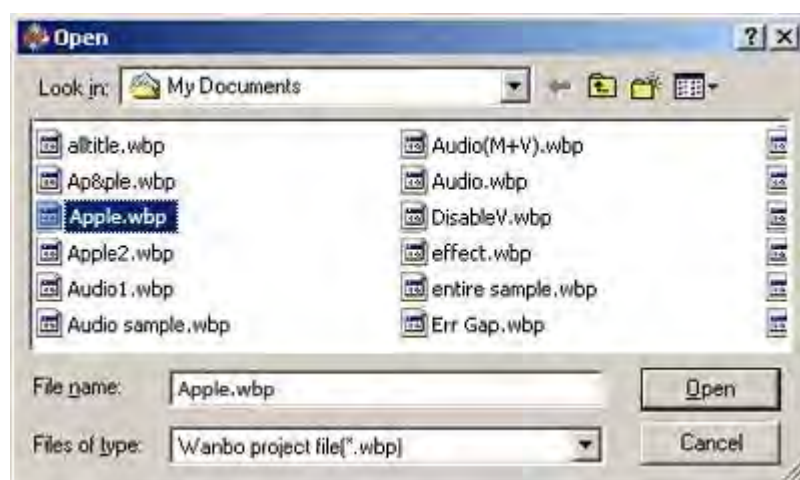 Open
Look in: My Documents
alltitle.wbp
Ap&ple.wbp
Apple.wbp
Apple2.wbp
Audio1.wbp
Audio sample.wbp
Audio(M+V).wbp
Audio.wbp
DisableV.wbp
effect.wbp
entire sample.wbp
Err Gap.wbp
File name: Apple.wbp Open
Files of type: Wanbo project file(*.wbp) Cancel